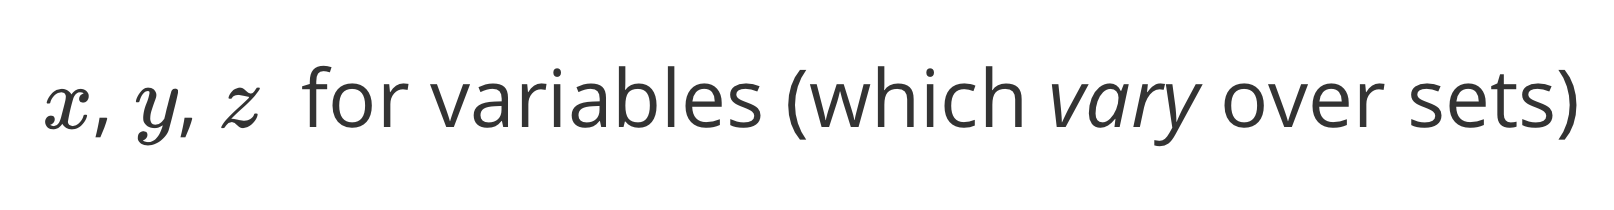 x, y, z for variables (which vary over sets)